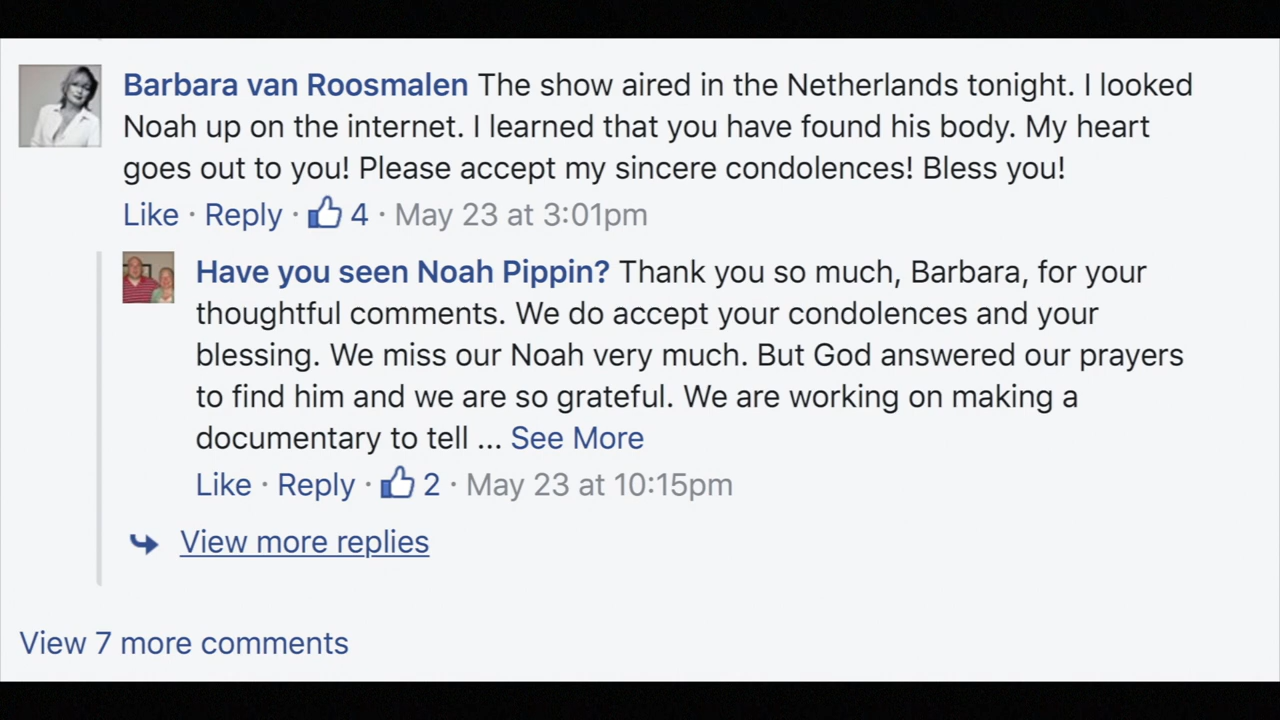 Barbara van Roosmalen The show aired in the Netherlands tonight. I looked
Noah up on the internet. I learned that you have found his body. My heart
goes out to you! Please accept my sincere condolences! Bless you!
Like · Reply · 4 · May 23 at 3:01pm
Have you seen Noah Pippin? Thank you so much, Barbara, for your
thoughtful comments. We do accept your condolences and your
blessing. We miss our Noah very much. But God answered our prayers
to find him and we are so grateful. We are working on making a
documentary to tell ... See More
Like · Reply · 2 · May 23 at 10:15pm
View more replies
View 7 more comments